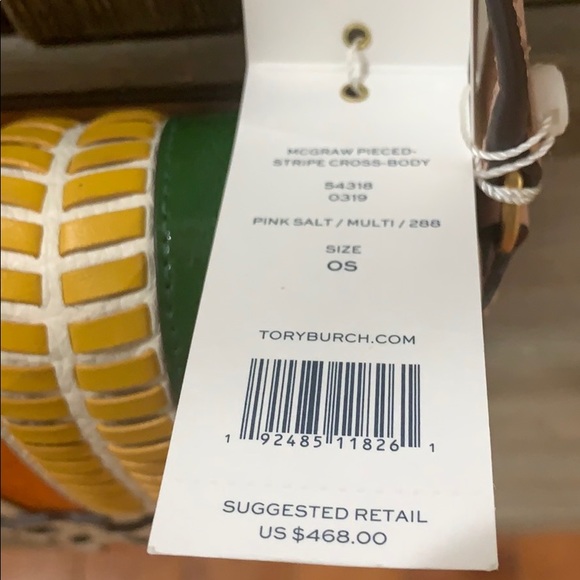 MCGRAW PIECED-
STRIPE CROSS-BODY
54318
0319
PINK SALT / MULTI / 288
SIZE
OS
TORYBURCH.COM
1 92485 11826 1
SUGGESTED RETAIL
US $468.00